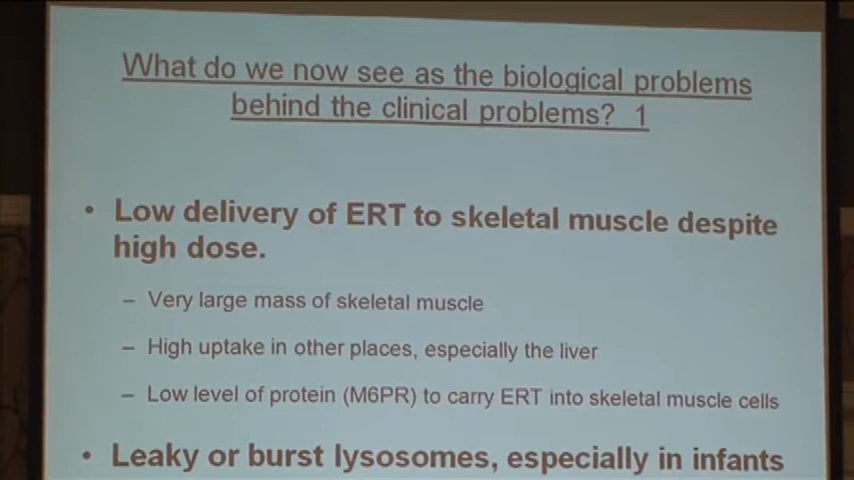 What do we now see as the biological problems
behind the clinical problems? 1
• Low delivery of ERT to skeletal muscle despite
high dose.
– Very large mass of skeletal muscle
– High uptake in other places, especially the liver
– Low level of protein (M6PR) to carry ERT into skeletal muscle cells
• Leaky or burst lysosomes, especially in infants